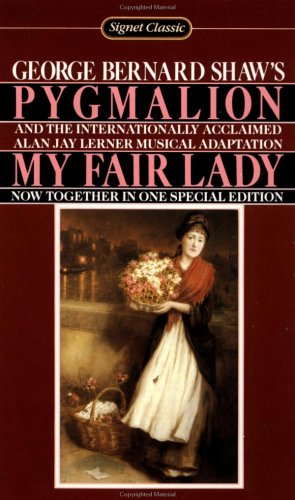 Signet Classic
GEORGE BERNARD SHAW'S
PYGMALION
AND THE INTERNATIONALLY ACCLAIMED
ALAN JAY LERNER MUSICAL ADAPTATION
MY FAIR LADY
NOW TOGETHER IN ONE SPECIAL EDITION